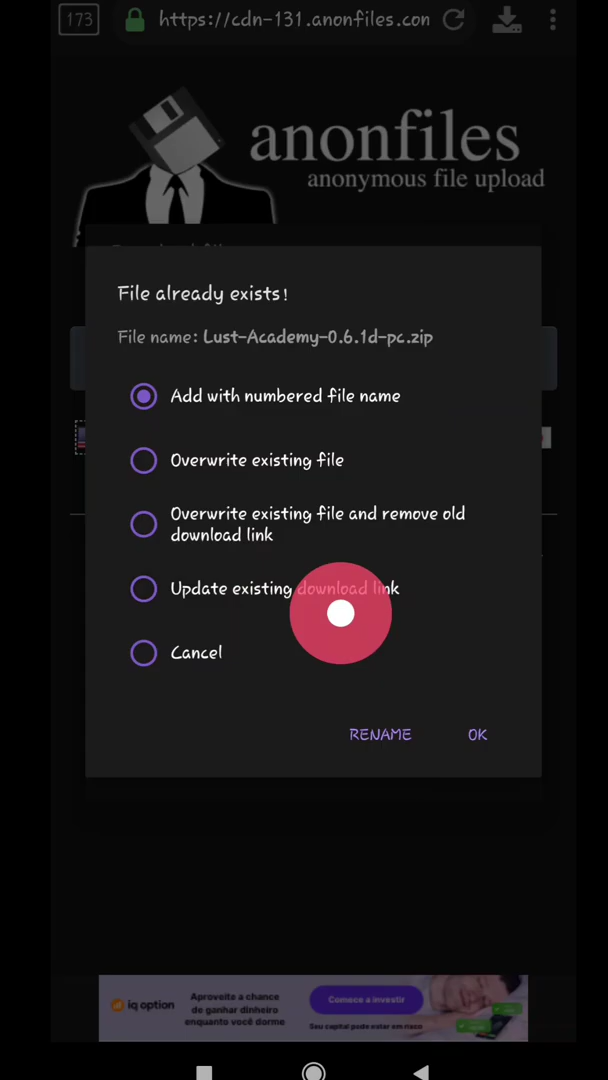 173 https://cdn-131.anonfiles.con
anonfiles
anonymous file upload
File already exists!
File name: Lust-Academy-0.6.1d-pc.zip
Add with numbered file name
Overwrite existing file
Overwrite existing file and remove old
download link
Update existing download link
Cancel
RENAME OK
iq option
Aproveite a chance
de ganhar dinheiro
enquanto você dorme
Comece a investir
Seu capital pode estar em risco